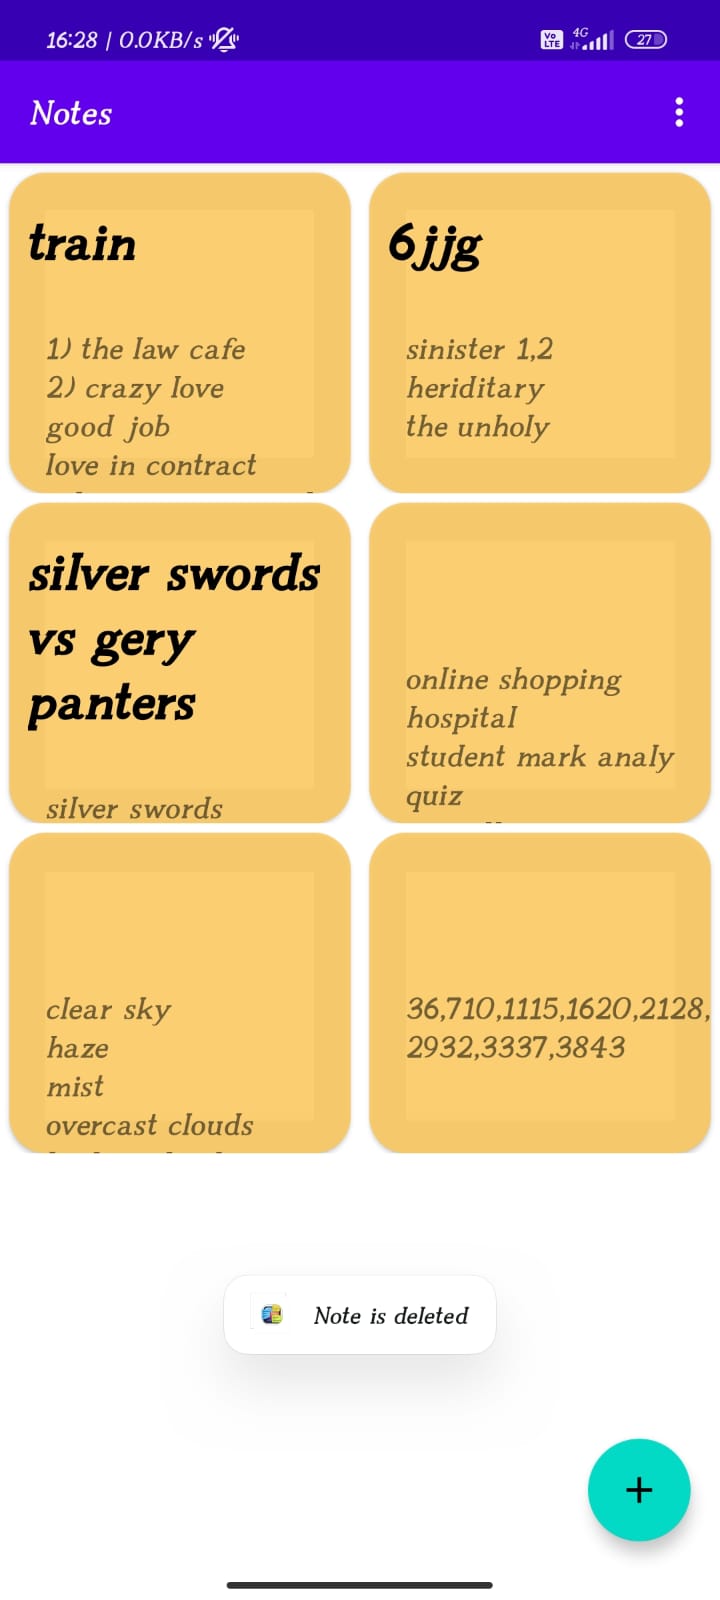 16:28 | 0.0KB/s Vo LTE 4G 27
Notes
train
1) the law cafe
2) crazy love
good job
love in contract
6jjg
sinister 1,2
heriditary
the unholy
silver swords
vs gery
panters
silver swords
online shopping
hospital
student mark analy
quiz
clear sky
haze
mist
overcast clouds
36,710,1115,1620,2128,
2932,3337,3843
Note is deleted